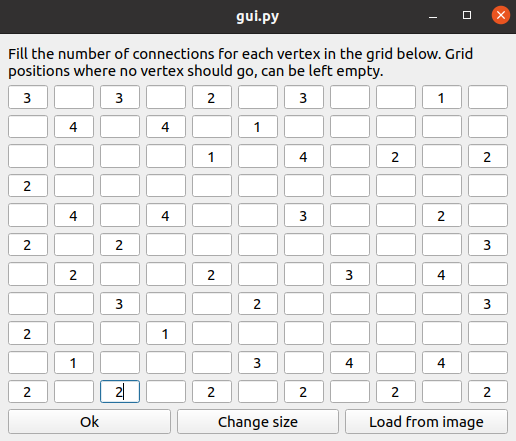 gui.py
Fill the number of connections for each vertex in the grid below. Grid
positions where no vertex should go, can be left empty.
3 3 2 3 1
4 4 1
1 4 2 2
2
4 4 3 2
2 2 3
2 2 3 4
3 2 3
2 1
1 3 4 4
2 2 2 2 2 2
Ok Change size Load from image